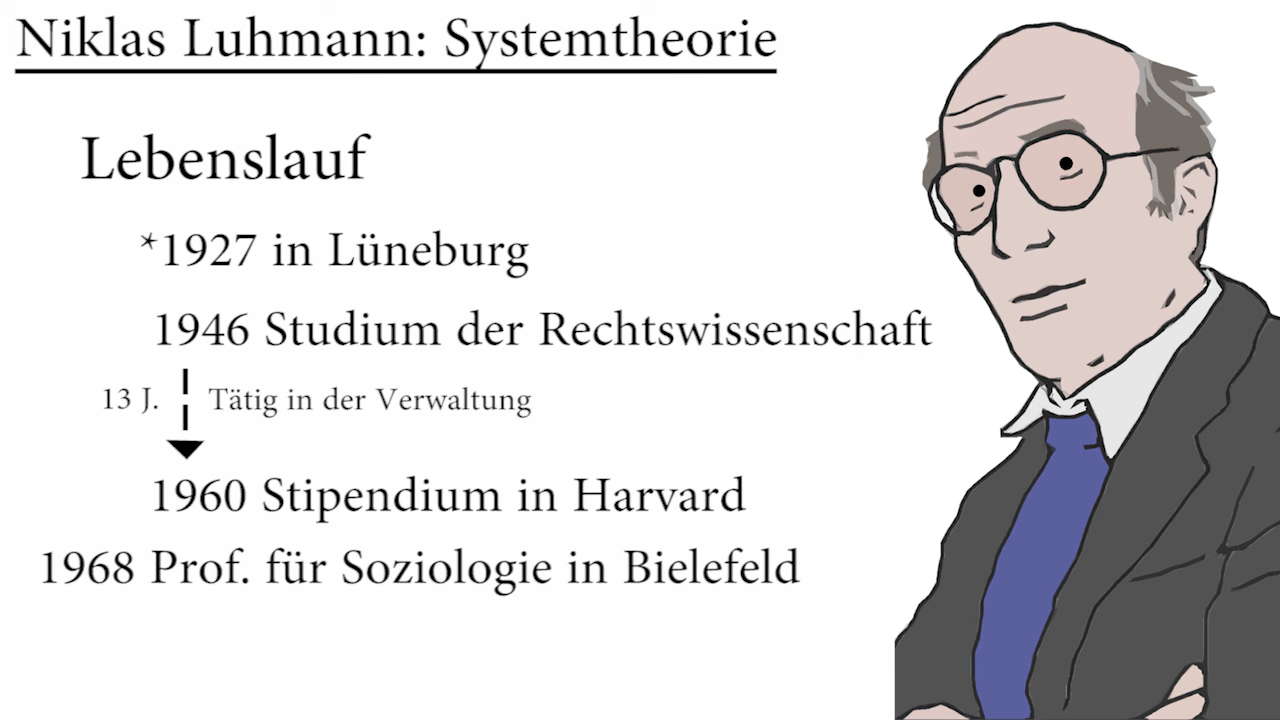 Niklas Luhmann: Systemtheorie
Lebenslauf
*1927 in Lüneburg
1946 Studium der Rechtswissenschaft
13 J. Tätig in der Verwaltung
1960 Stipendium in Harvard
1968 Prof. für Soziologie in Bielefeld